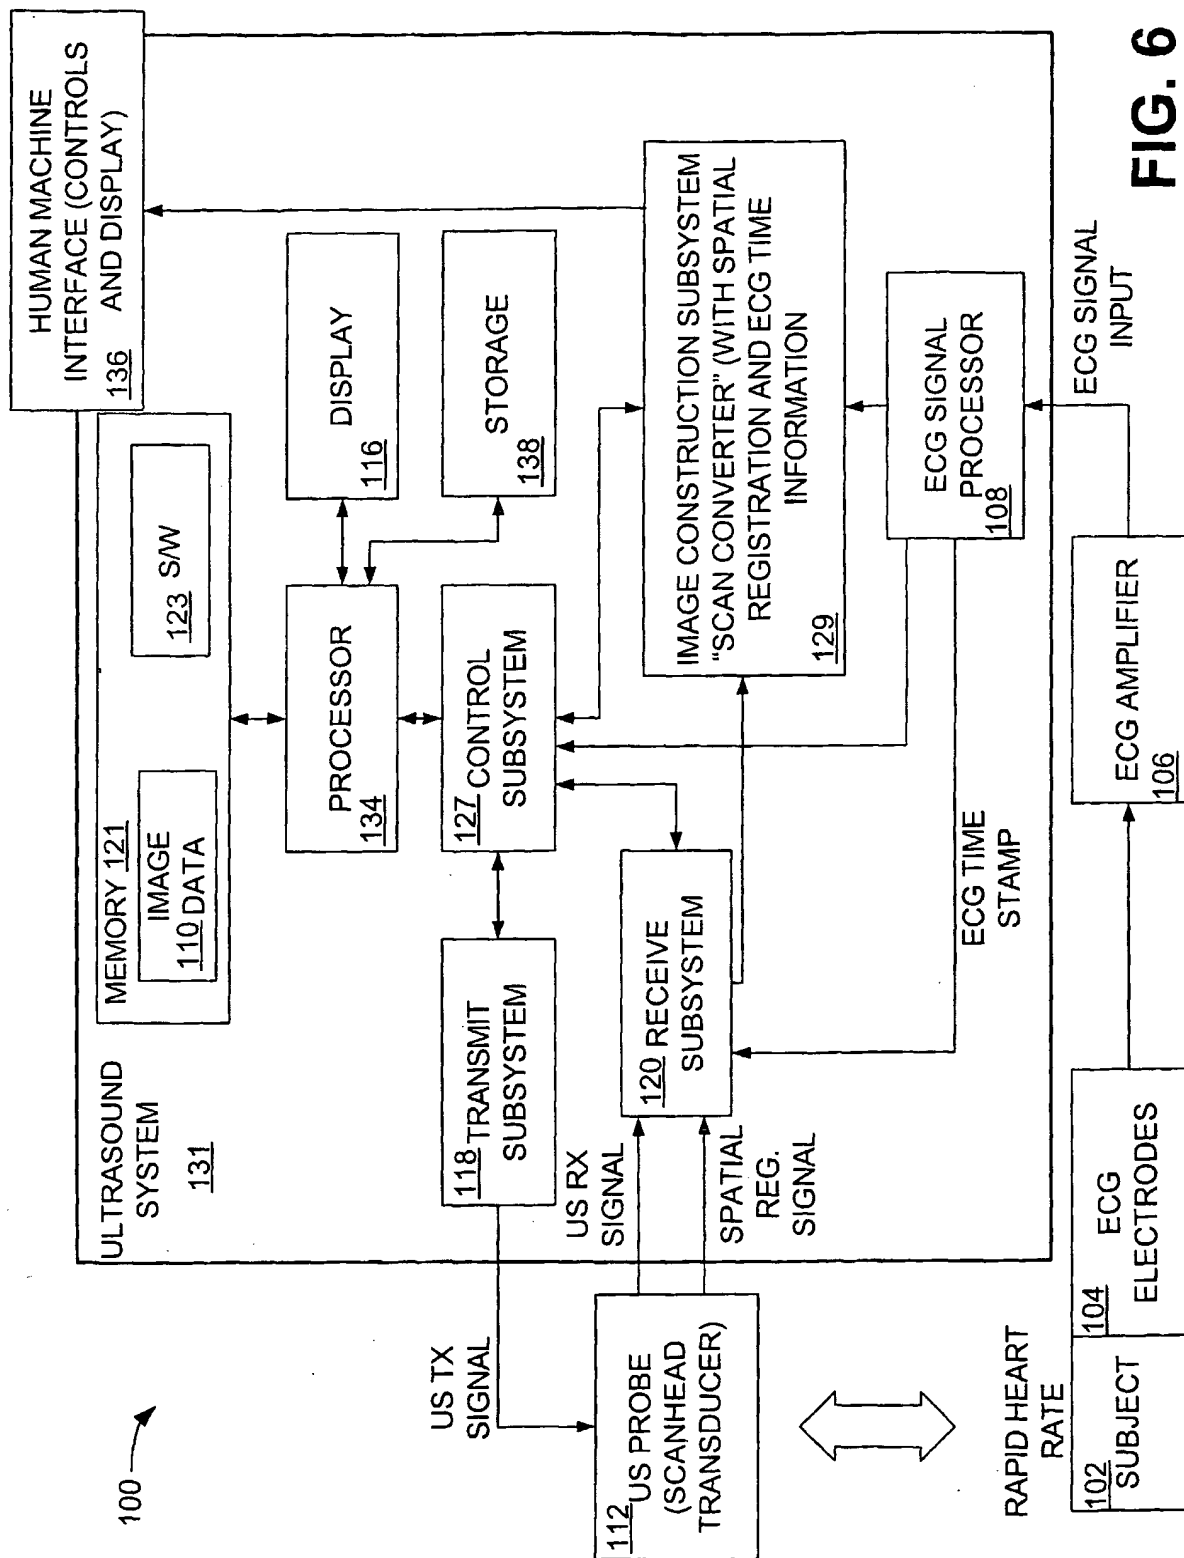 100
ULTRASOUND
SYSTEM
131
MEMORY 121
IMAGE
110 DATA
123 S/W
HUMAN MACHINE
INTERFACE (CONTROLS
AND DISPLAY)
136
PROCESSOR
134
DISPLAY
116
STORAGE
138
118 TRANSMIT
SUBSYSTEM
127 CONTROL
SUBSYSTEM
US TX
SIGNAL
US RX
SIGNAL
SPATIAL
REG.
SIGNAL
112 US PROBE
(SCANHEAD
TRANSDUCER)
120 RECEIVE
SUBSYSTEM
IMAGE CONSTRUCTION SUBSYSTEM
"SCAN CONVERTER" (WITH SPATIAL
REGISTRATION AND ECG TIME
INFORMATION
129
ECG SIGNAL
PROCESSOR
108
ECG TIME
STAMP
ECG SIGNAL
INPUT
RAPID HEART
RATE
102
SUBJECT
104
ECG
ELECTRODES
ECG AMPLIFIER
106
FIG. 6